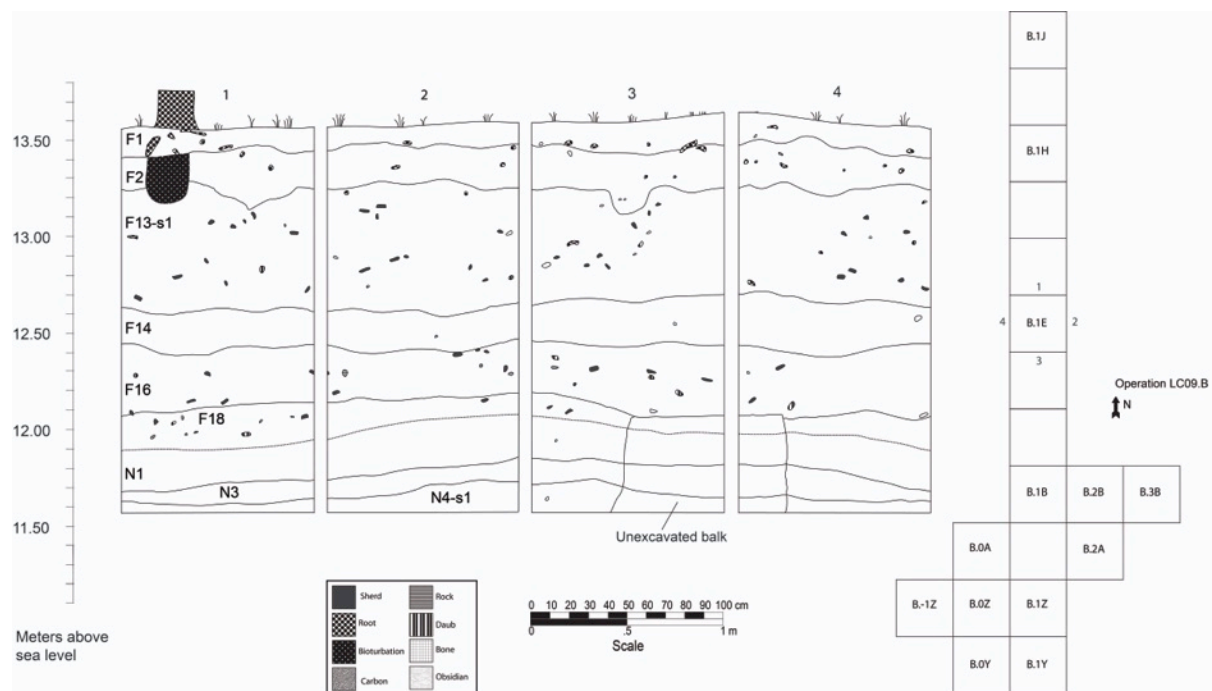 1
2
3
4
13.50
13.00
12.50
12.00
11.50
Meters above
sea level
F1
F2
F13-s1
F14
F16
F18
N1
N3
N4-s1
Unexcavated balk
Sherd
Rock
Root
Daub
Bioturbation
Bone
Carbon
Obsidian
0 10 20 30 40 50 60 70 80 90 100 cm
0 .5 1 m
Scale
B.1J
B.1H
1
4 B.1E 2
3
Operation LC09.B
N
B.1B B.2B B.3B
B.0A B.2A
B.-1Z B.0Z B.1Z
B.0Y B.1Y